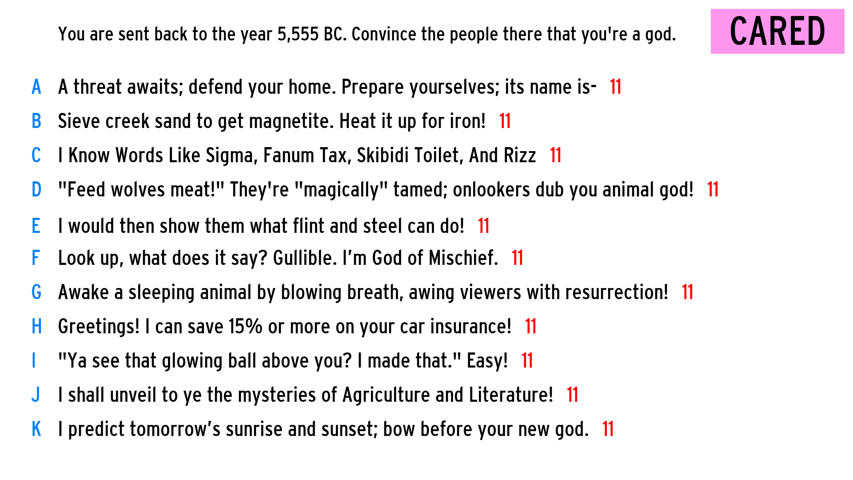 You are sent back to the year 5,555 BC. Convince the people there that you're a god.
CARED
A A threat awaits; defend your home. Prepare yourselves; its name is- 11
B Sieve creek sand to get magnetite. Heat it up for iron! 11
C I Know Words Like Sigma, Fanum Tax, Skibidi Toilet, And Rizz 11
D "Feed wolves meat!" They're "magically" tamed; onlookers dub you animal god! 11
E I would then show them what flint and steel can do! 11
F Look up, what does it say? Gullible. I’m God of Mischief. 11
G Awake a sleeping animal by blowing breath, awing viewers with resurrection! 11
H Greetings! I can save 15% or more on your car insurance! 11
I "Ya see that glowing ball above you? I made that." Easy! 11
J I shall unveil to ye the mysteries of Agriculture and Literature! 11
K I predict tomorrow’s sunrise and sunset; bow before your new god. 11